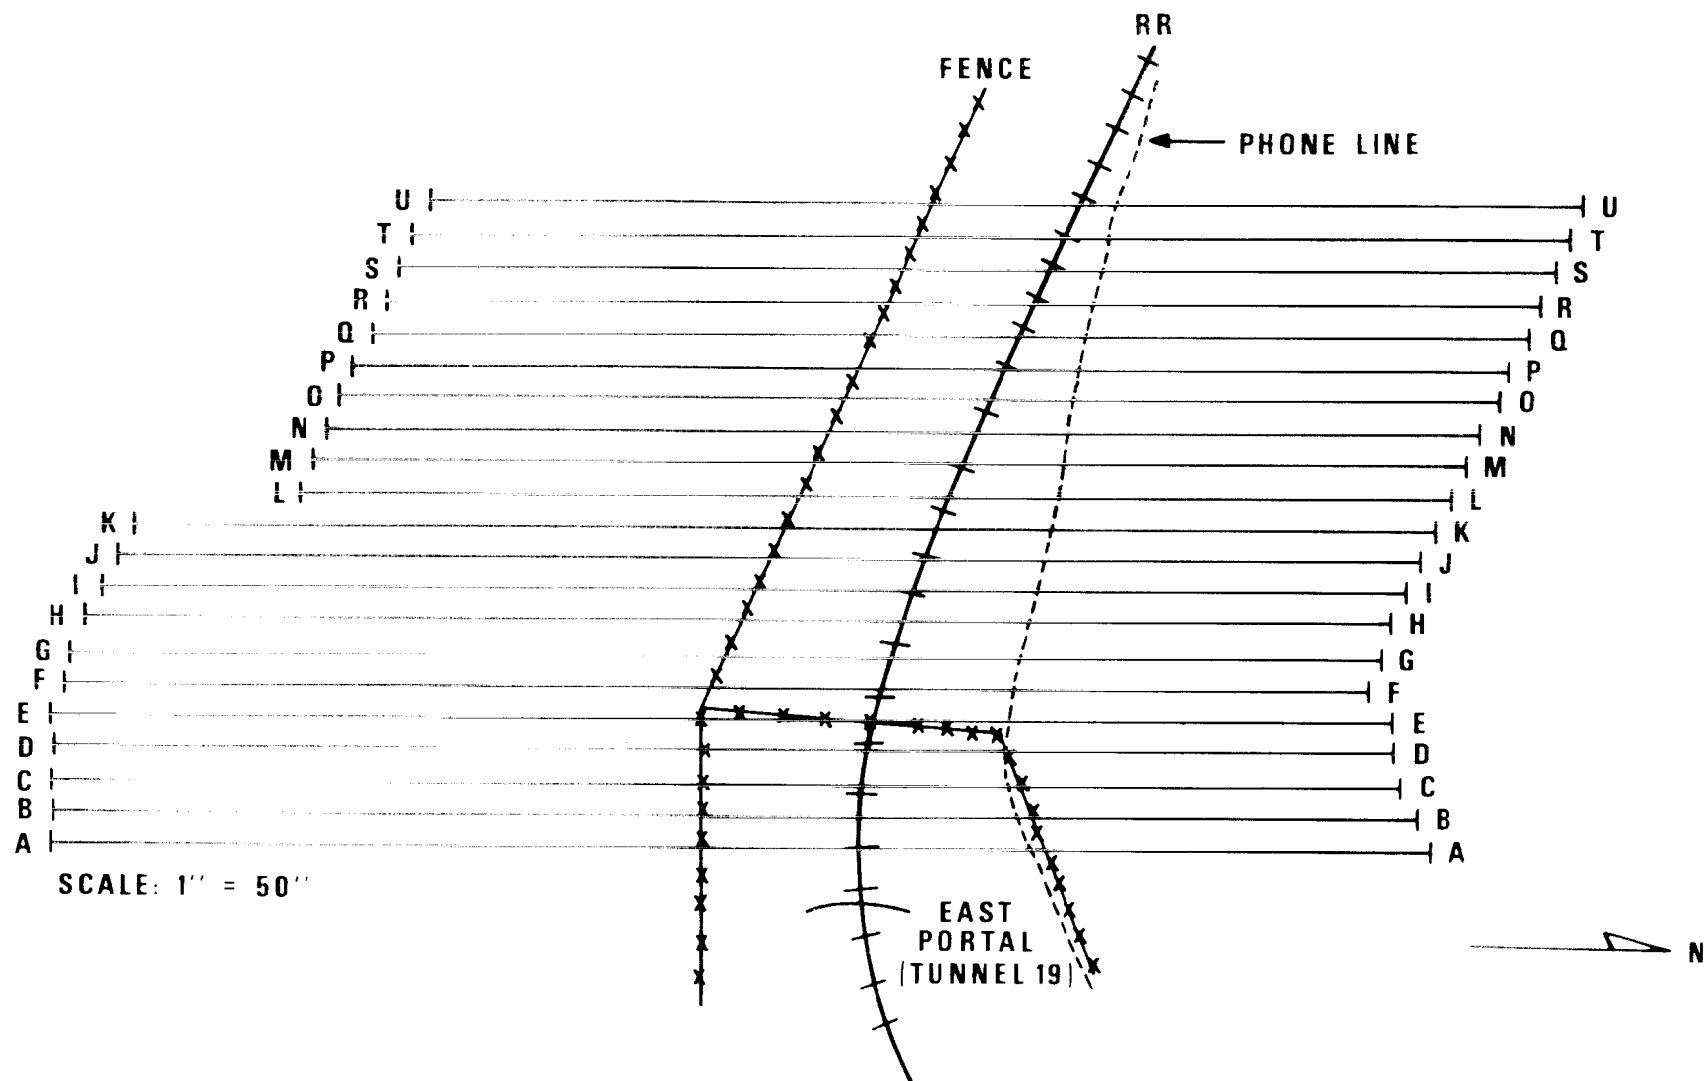 RR
FENCE
PHONE LINE
U U
T T
S S
R R
Q Q
P P
O O
N N
M M
L L
K K
J J
I I
H H
G G
F F
E E
D D
C C
B B
A A
SCALE: 1'' = 50''
EAST
PORTAL
(TUNNEL 19)
N